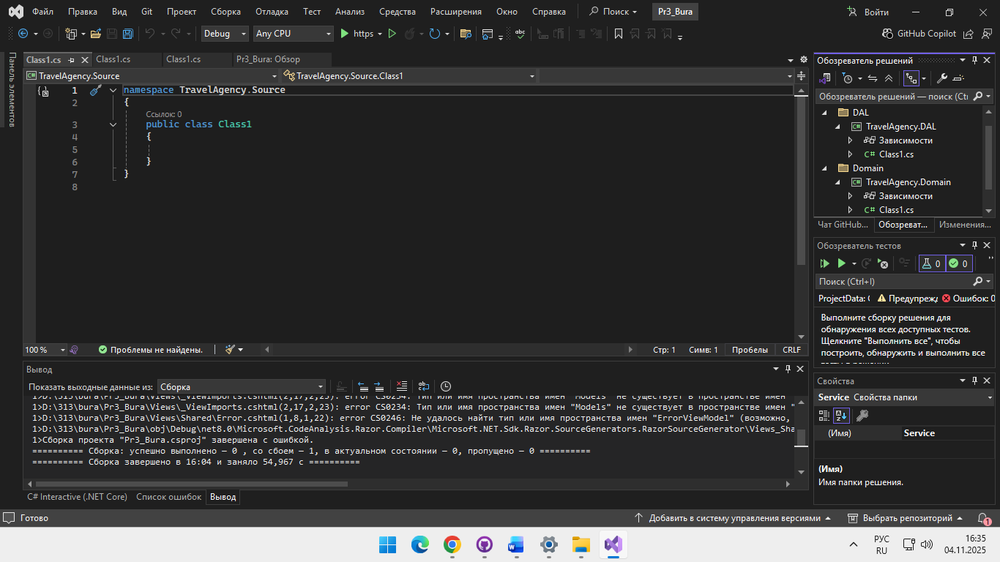 Файл Правка Вид Git Проект Сборка Отладка Тест Анализ Средства Расширения Окно Справка Поиск Pr3_Bura Войти
Debug Any CPU https GitHub Copilot
Панель элементов
Class1.cs Class1.cs Class1.cs Pr3_Bura: Обзор
TravelAgency.Source TravelAgency.Source.Class1
1 namespace TravelAgency.Source
2 {
Ссылок: 0
3 public class Class1
4 {
5
6 }
7 }
8
100 % Проблемы не найдены. Стр: 1 Симв: 1 Пробелы CRLF
Вывод
Показать выходные данные из: Сборка
1>D:\313\bura\Pr3_Bura\Views\_ViewImports.cshtml(2,17,2,23): error CS0234: Тип или имя пространства имен "Models" не существует в пространстве имен "
1>D:\313\bura\Pr3_Bura\Views\_ViewImports.cshtml(2,17,2,23): error CS0234: Тип или имя пространства имен "Models" не существует в пространстве имен "
1>D:\313\bura\Pr3_Bura\Views\Shared\Error.cshtml(1,8,1,22): error CS0246: Не удалось найти тип или имя пространства имен "ErrorViewModel" (возможно,
1>D:\313\bura\Pr3_Bura\obj\Debug\net8.0\Microsoft.CodeAnalysis.Razor.Compiler\Microsoft.NET.Sdk.Razor.SourceGenerators.RazorSourceGenerator\Views_Sha
1>Сборка проекта "Pr3_Bura.csproj" завершена с ошибкой.
========== Сборка: успешно выполнено — 0 , со сбоем — 1, в актуальном состоянии — 0, пропущено — 0 ==========
========== Сборка завершено в 16:04 и заняло 54,967 с ==========
C# Interactive (.NET Core) Список ошибок Вывод
Обозреватель решений
Обозреватель решений — поиск (Ctrl
DAL
TravelAgency.DAL
Зависимости
C# Class1.cs
Domain
TravelAgency.Domain
Зависимости
C# Class1.cs
Чат GitHub... Обозреват... Изменения...
Обозреватель тестов
0 0
Поиск (Ctrl+I)
ProjectData: Предупрежд Ошибок: 0
Выполните сборку решения для
обнаружения всех доступных тестов.
Щелкните "Выполнить все", чтобы
построить, обнаружить и выполнить все
тесты в решении.
Свойства
Service Свойства папки
(Имя) Service
(Имя)
Имя папки решения.
Готово Добавить в систему управления версиями Выбрать репозиторий 1
РУС
RU
16:35
04.11.2025